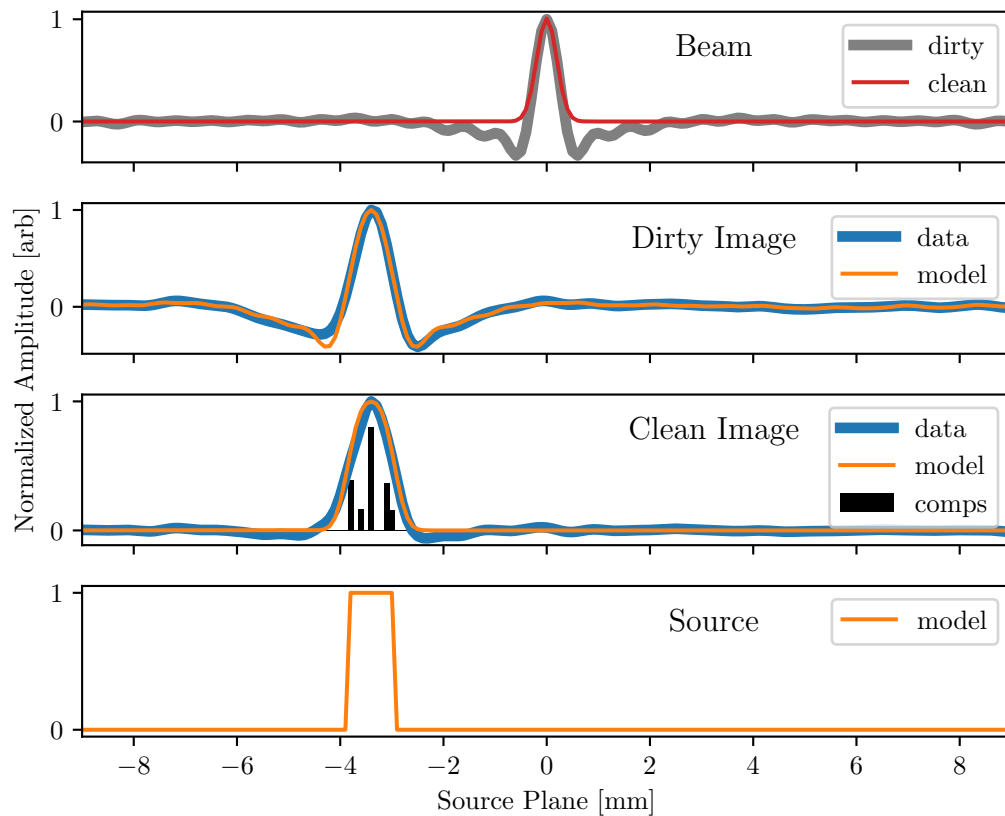 Normalized Amplitude [arb]
1
0
Beam
dirty
clean
1
0
Dirty Image
data
model
1
0
Clean Image
data
model
comps
1
0
Source
model
−8 −6 −4 −2 0 2 4 6 8
Source Plane [mm]